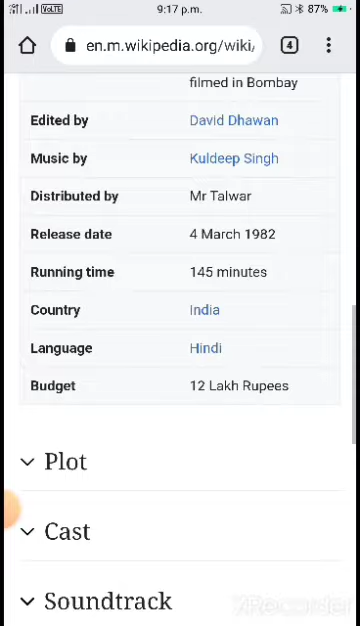 VoLTE 9:17 p.m. 87%
en.m.wikipedia.org/wiki/ 4
filmed in Bombay
Edited by David Dhawan
Music by Kuldeep Singh
Distributed by Mr Talwar
Release date 4 March 1982
Running time 145 minutes
Country India
Language Hindi
Budget 12 Lakh Rupees
Plot
Cast
Soundtrack